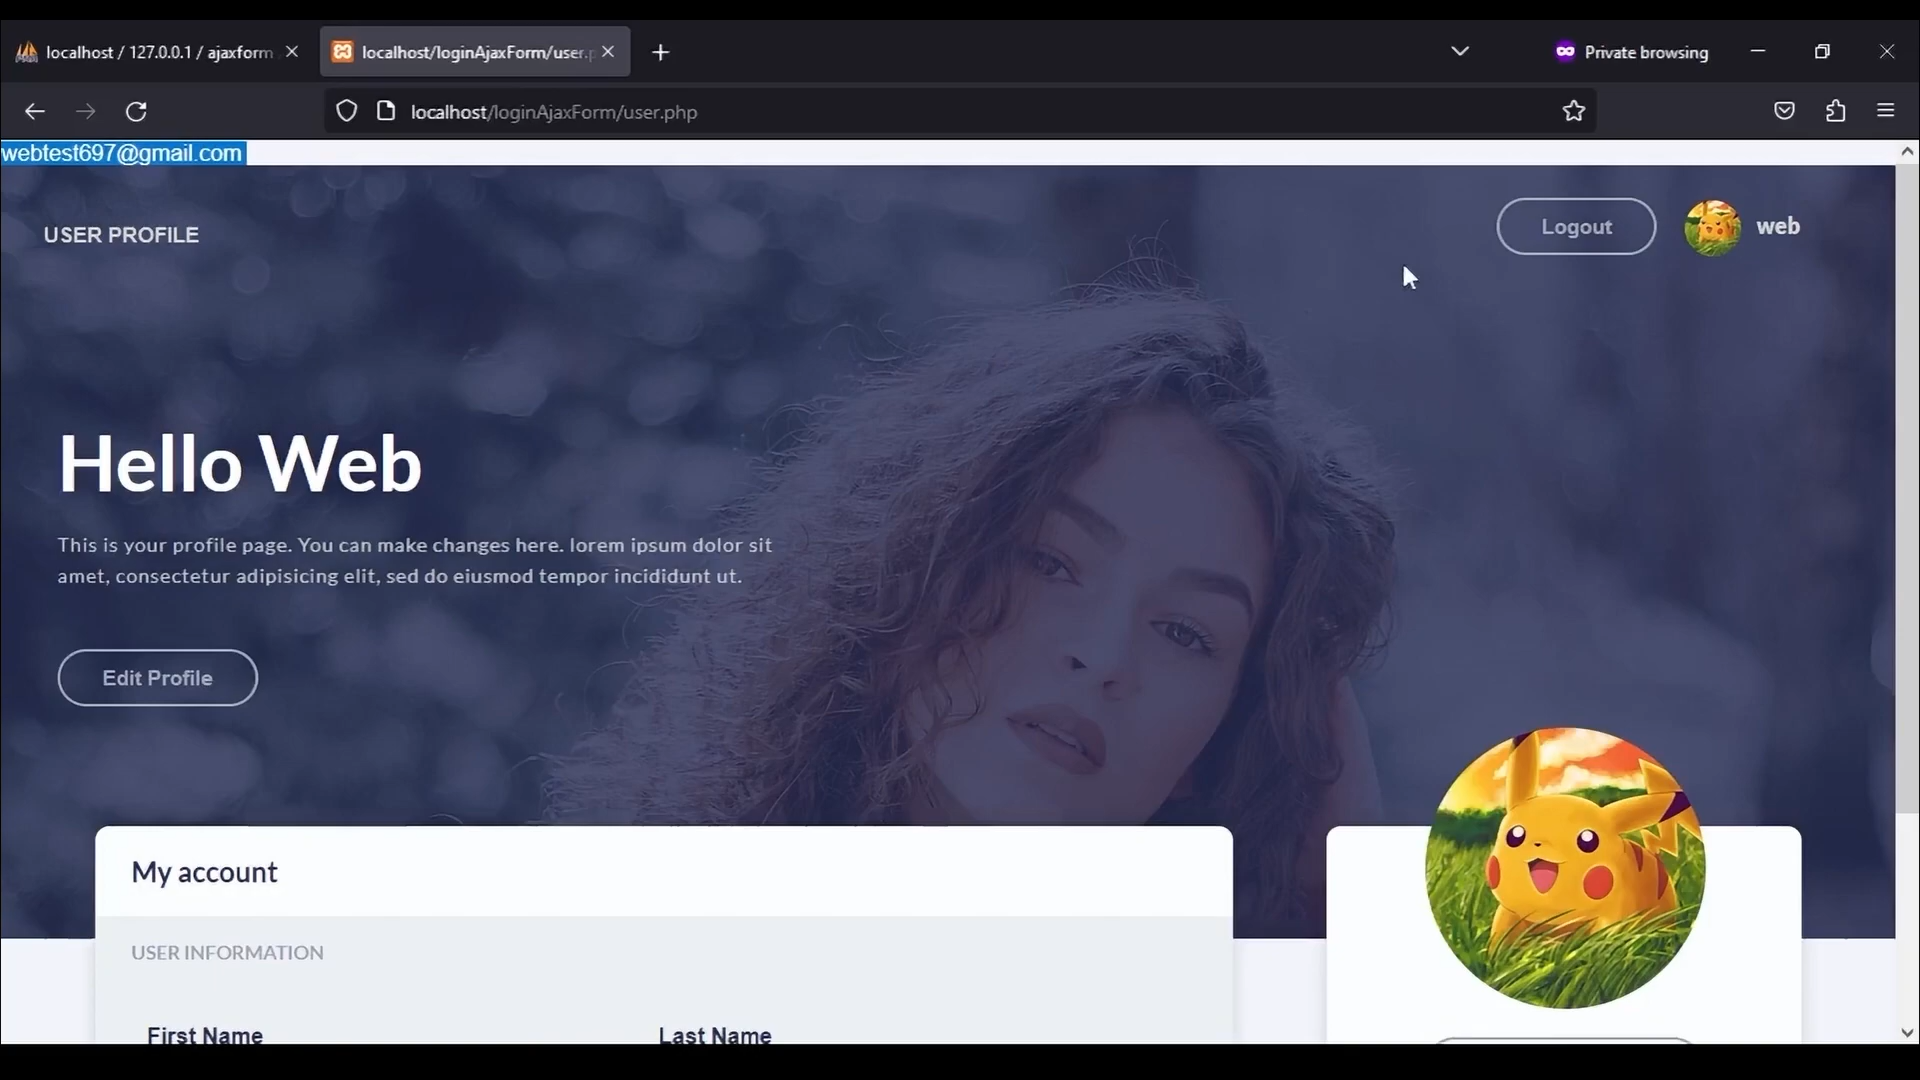 localhost / 127.0.0.1 / ajaxform
localhost/loginAjaxForm/user.p
Private browsing
localhost/loginAjaxForm/user.php
webtest697@gmail.com
USER PROFILE
Logout
web
Hello Web
This is your profile page. You can make changes here. lorem ipsum dolor sit
amet, consectetur adipisicing elit, sed do eiusmod tempor incididunt ut.
Edit Profile
My account
USER INFORMATION
First Name
Last Name